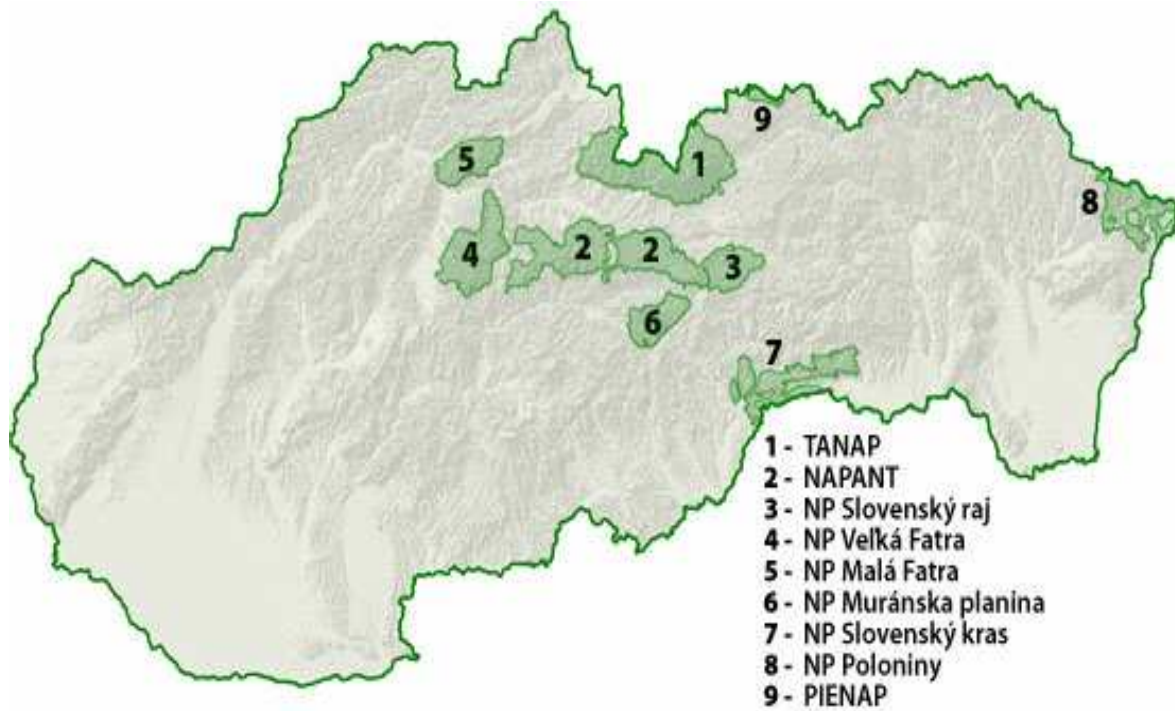 9
5
1
8
4
2
2
3
6
7
1 - TANAP
2 - NAPANT
3 - NP Slovenský raj
4 - NP Veľká Fatra
5 - NP Malá Fatra
6 - NP Muránska planina
7 - NP Slovenský kras
8 - NP Poloniny
9 - PIENAP